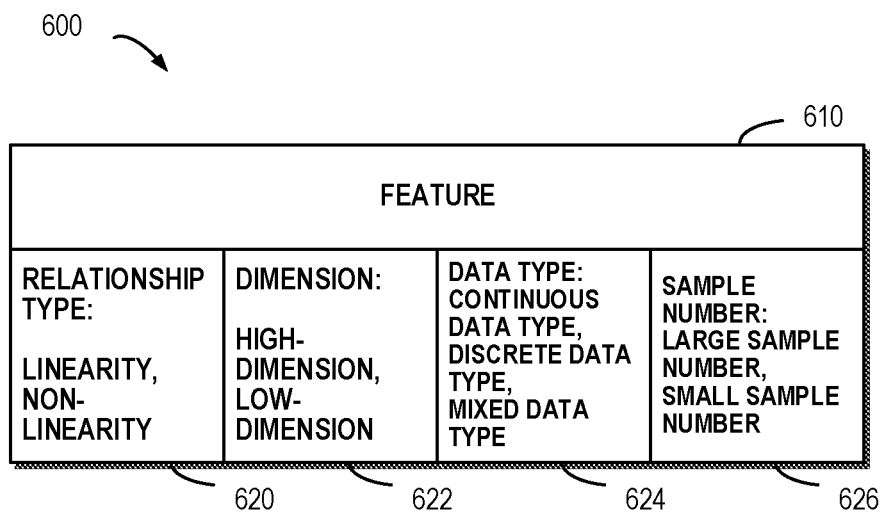 600
610
FEATURE
RELATIONSHIP
TYPE:
LINEARITY,
NON-
LINEARITY
DIMENSION:
HIGH-
DIMENSION,
LOW-
DIMENSION
DATA TYPE:
CONTINUOUS
DATA TYPE,
DISCRETE DATA
TYPE,
MIXED DATA
TYPE
SAMPLE
NUMBER:
LARGE SAMPLE
NUMBER,
SMALL SAMPLE
NUMBER
620
622
624
626